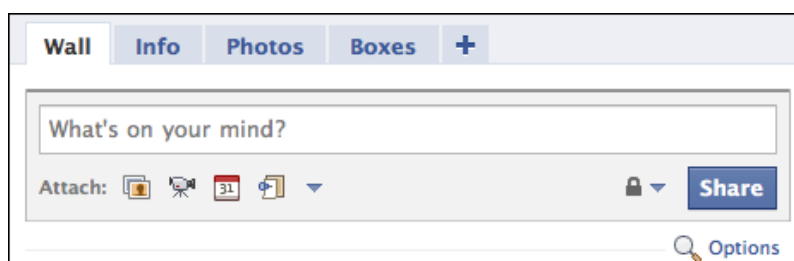 Wall Info Photos Boxes +
What's on your mind?
Attach: 31 Share
Options